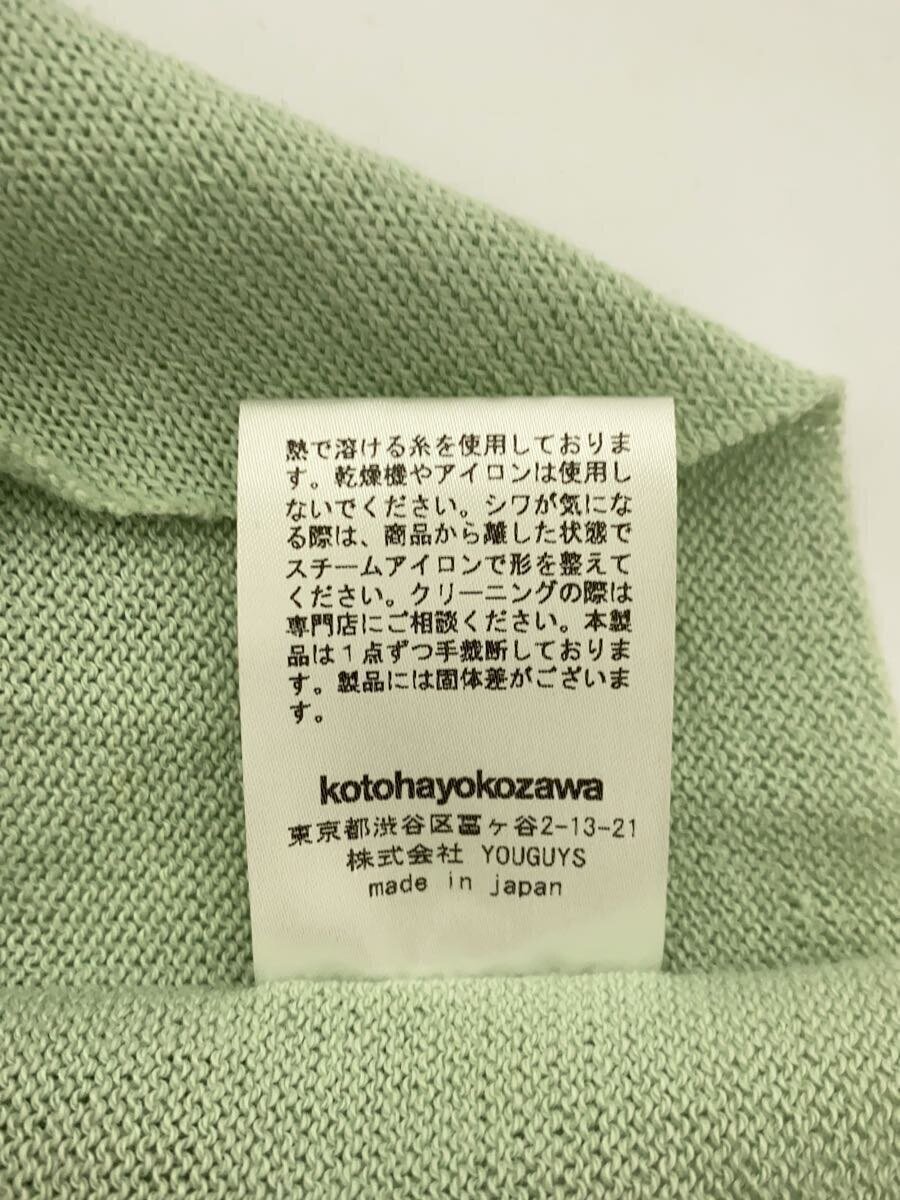 熱で溶ける糸を使用しておりま
す。乾燥機やアイロンは使用し
ないでください。シワが気にな
る際は、商品から離した状態で
スチームアイロンで形を整えて
ください。クリーニングの際は
専門店にご相談ください。本製
品は1点ずつ手裁断しておりま
す。製品には固体差がございま
す。
kotohayokozawa
東京都渋谷区富ヶ谷2-13-21
株式会社 YOUGUYS
made in japan